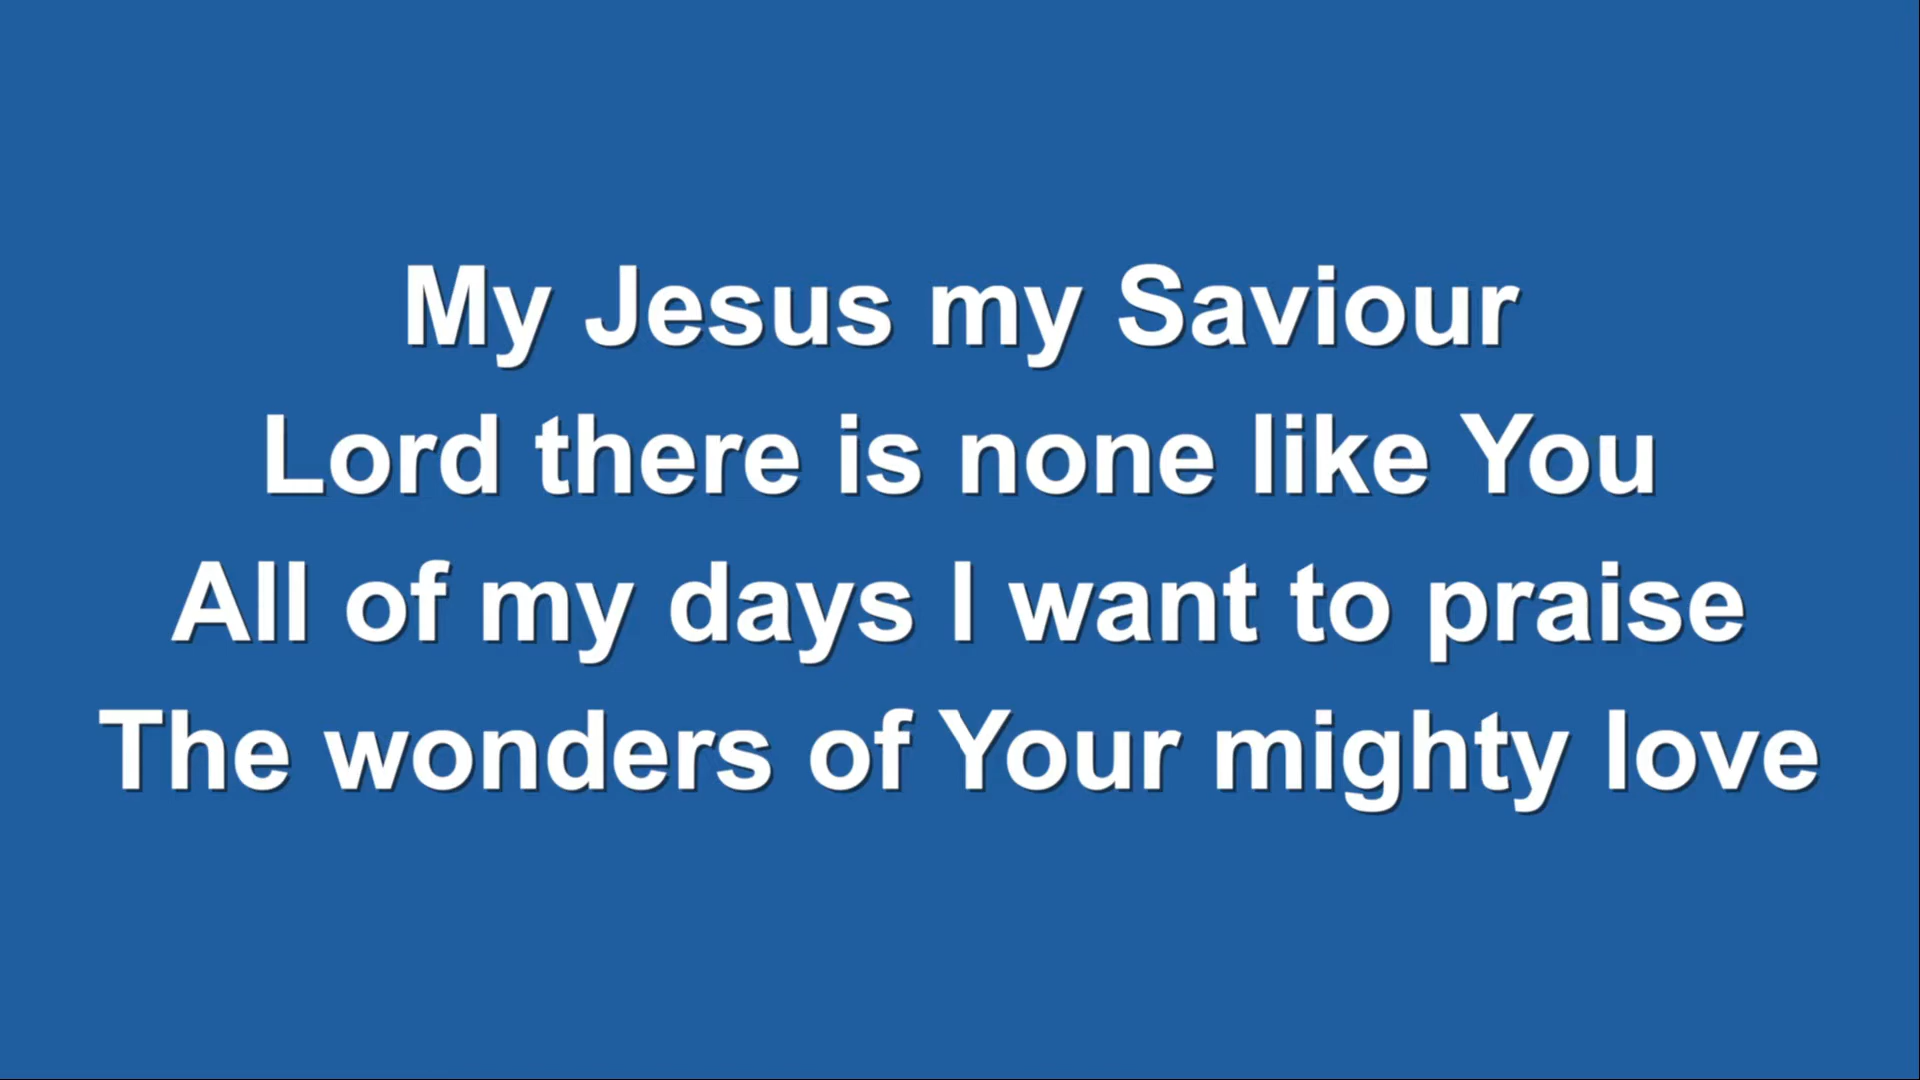 My Jesus my Saviour
Lord there is none like You
All of my days I want to praise
The wonders of Your mighty love